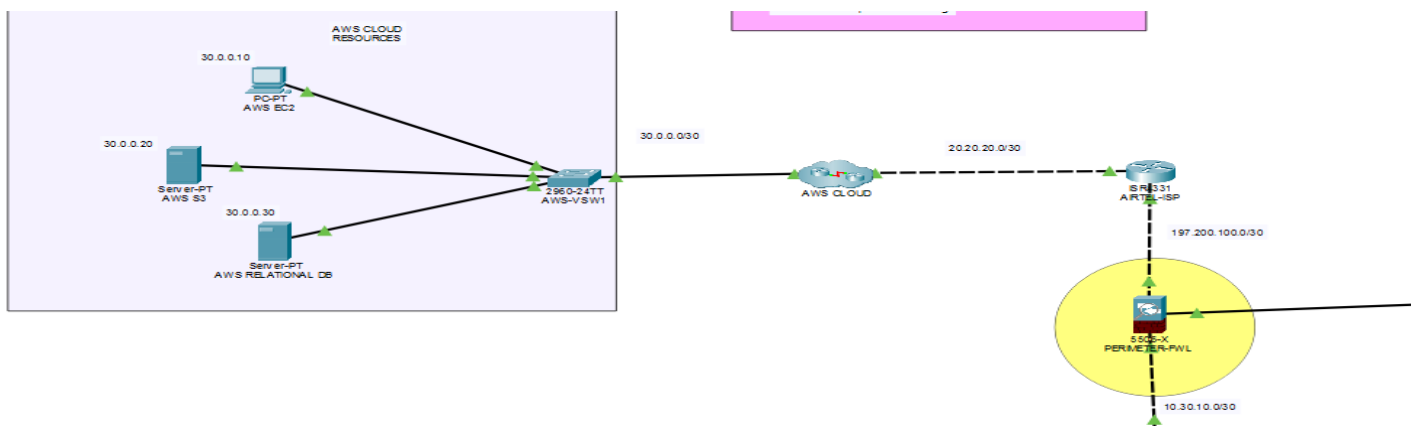 AWS CLOUD
RESOURCES
30.0.0.10
PC-PT
AWS EC2
30.0.0.20
Server-PT
AWS S3
30.0.0.30
Server-PT
AWS RELATIONAL DB
2960-24TT
AWS-VSW1
30.0.0.0/30
AWS CLOUD
20.20.20.0/30
AIRTEL-ISP
197.200.100.0/30
PERIMETER-FWL
10.30.10.0/30